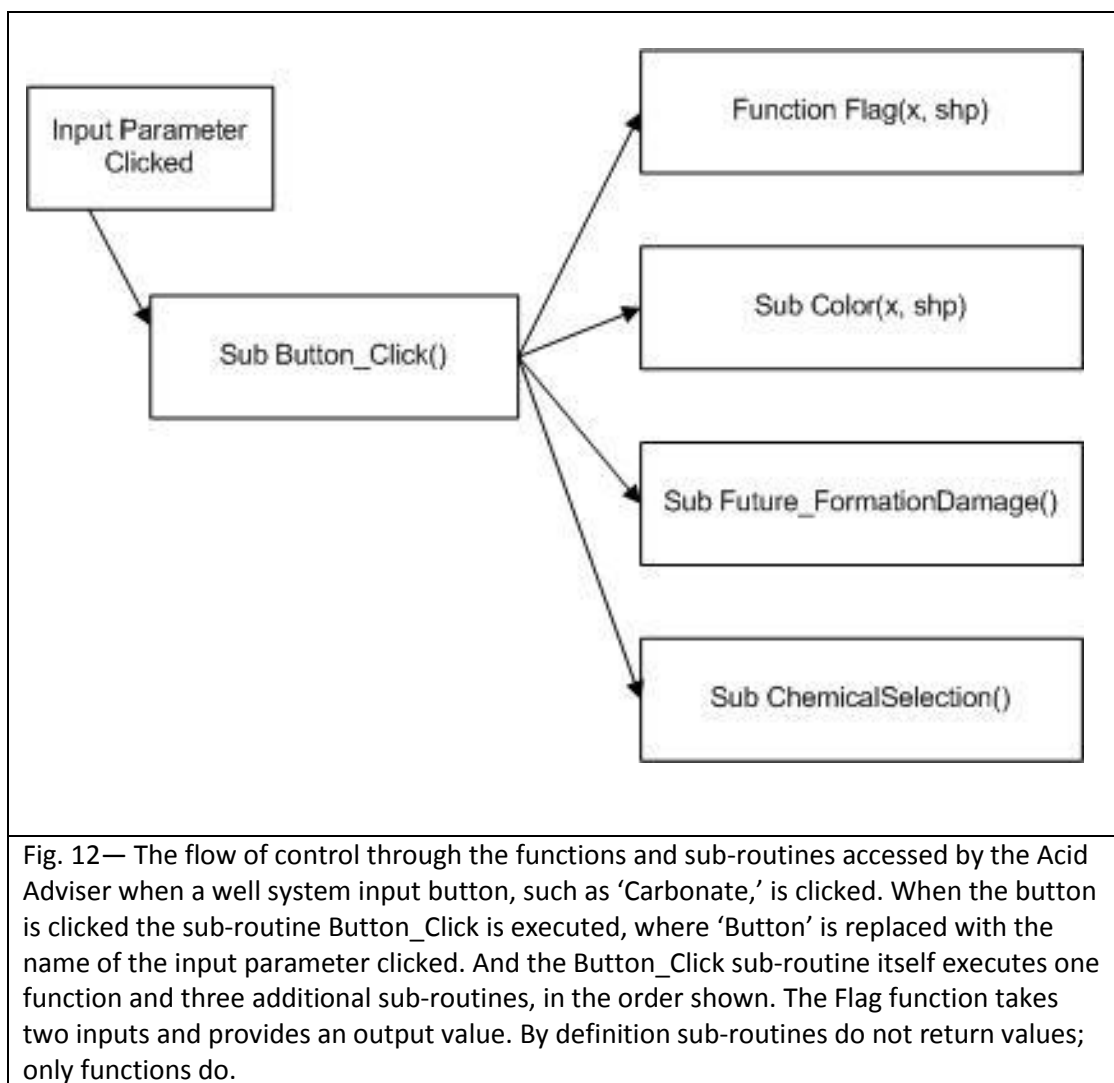 Input Parameter
Clicked
Function Flag(x, shp)
Sub Color(x, shp)
Sub Button_Click()
Sub Future_FormationDamage()
Sub ChemicalSelection()
Fig. 12— The flow of control through the functions and sub-routines accessed by the Acid
Adviser when a well system input button, such as ‘Carbonate,’ is clicked. When the button
is clicked the sub-routine Button_Click is executed, where ‘Button’ is replaced with the
name of the input parameter clicked. And the Button_Click sub-routine itself executes one
function and three additional sub-routines, in the order shown. The Flag function takes
two inputs and provides an output value. By definition sub-routines do not return values;
only functions do.